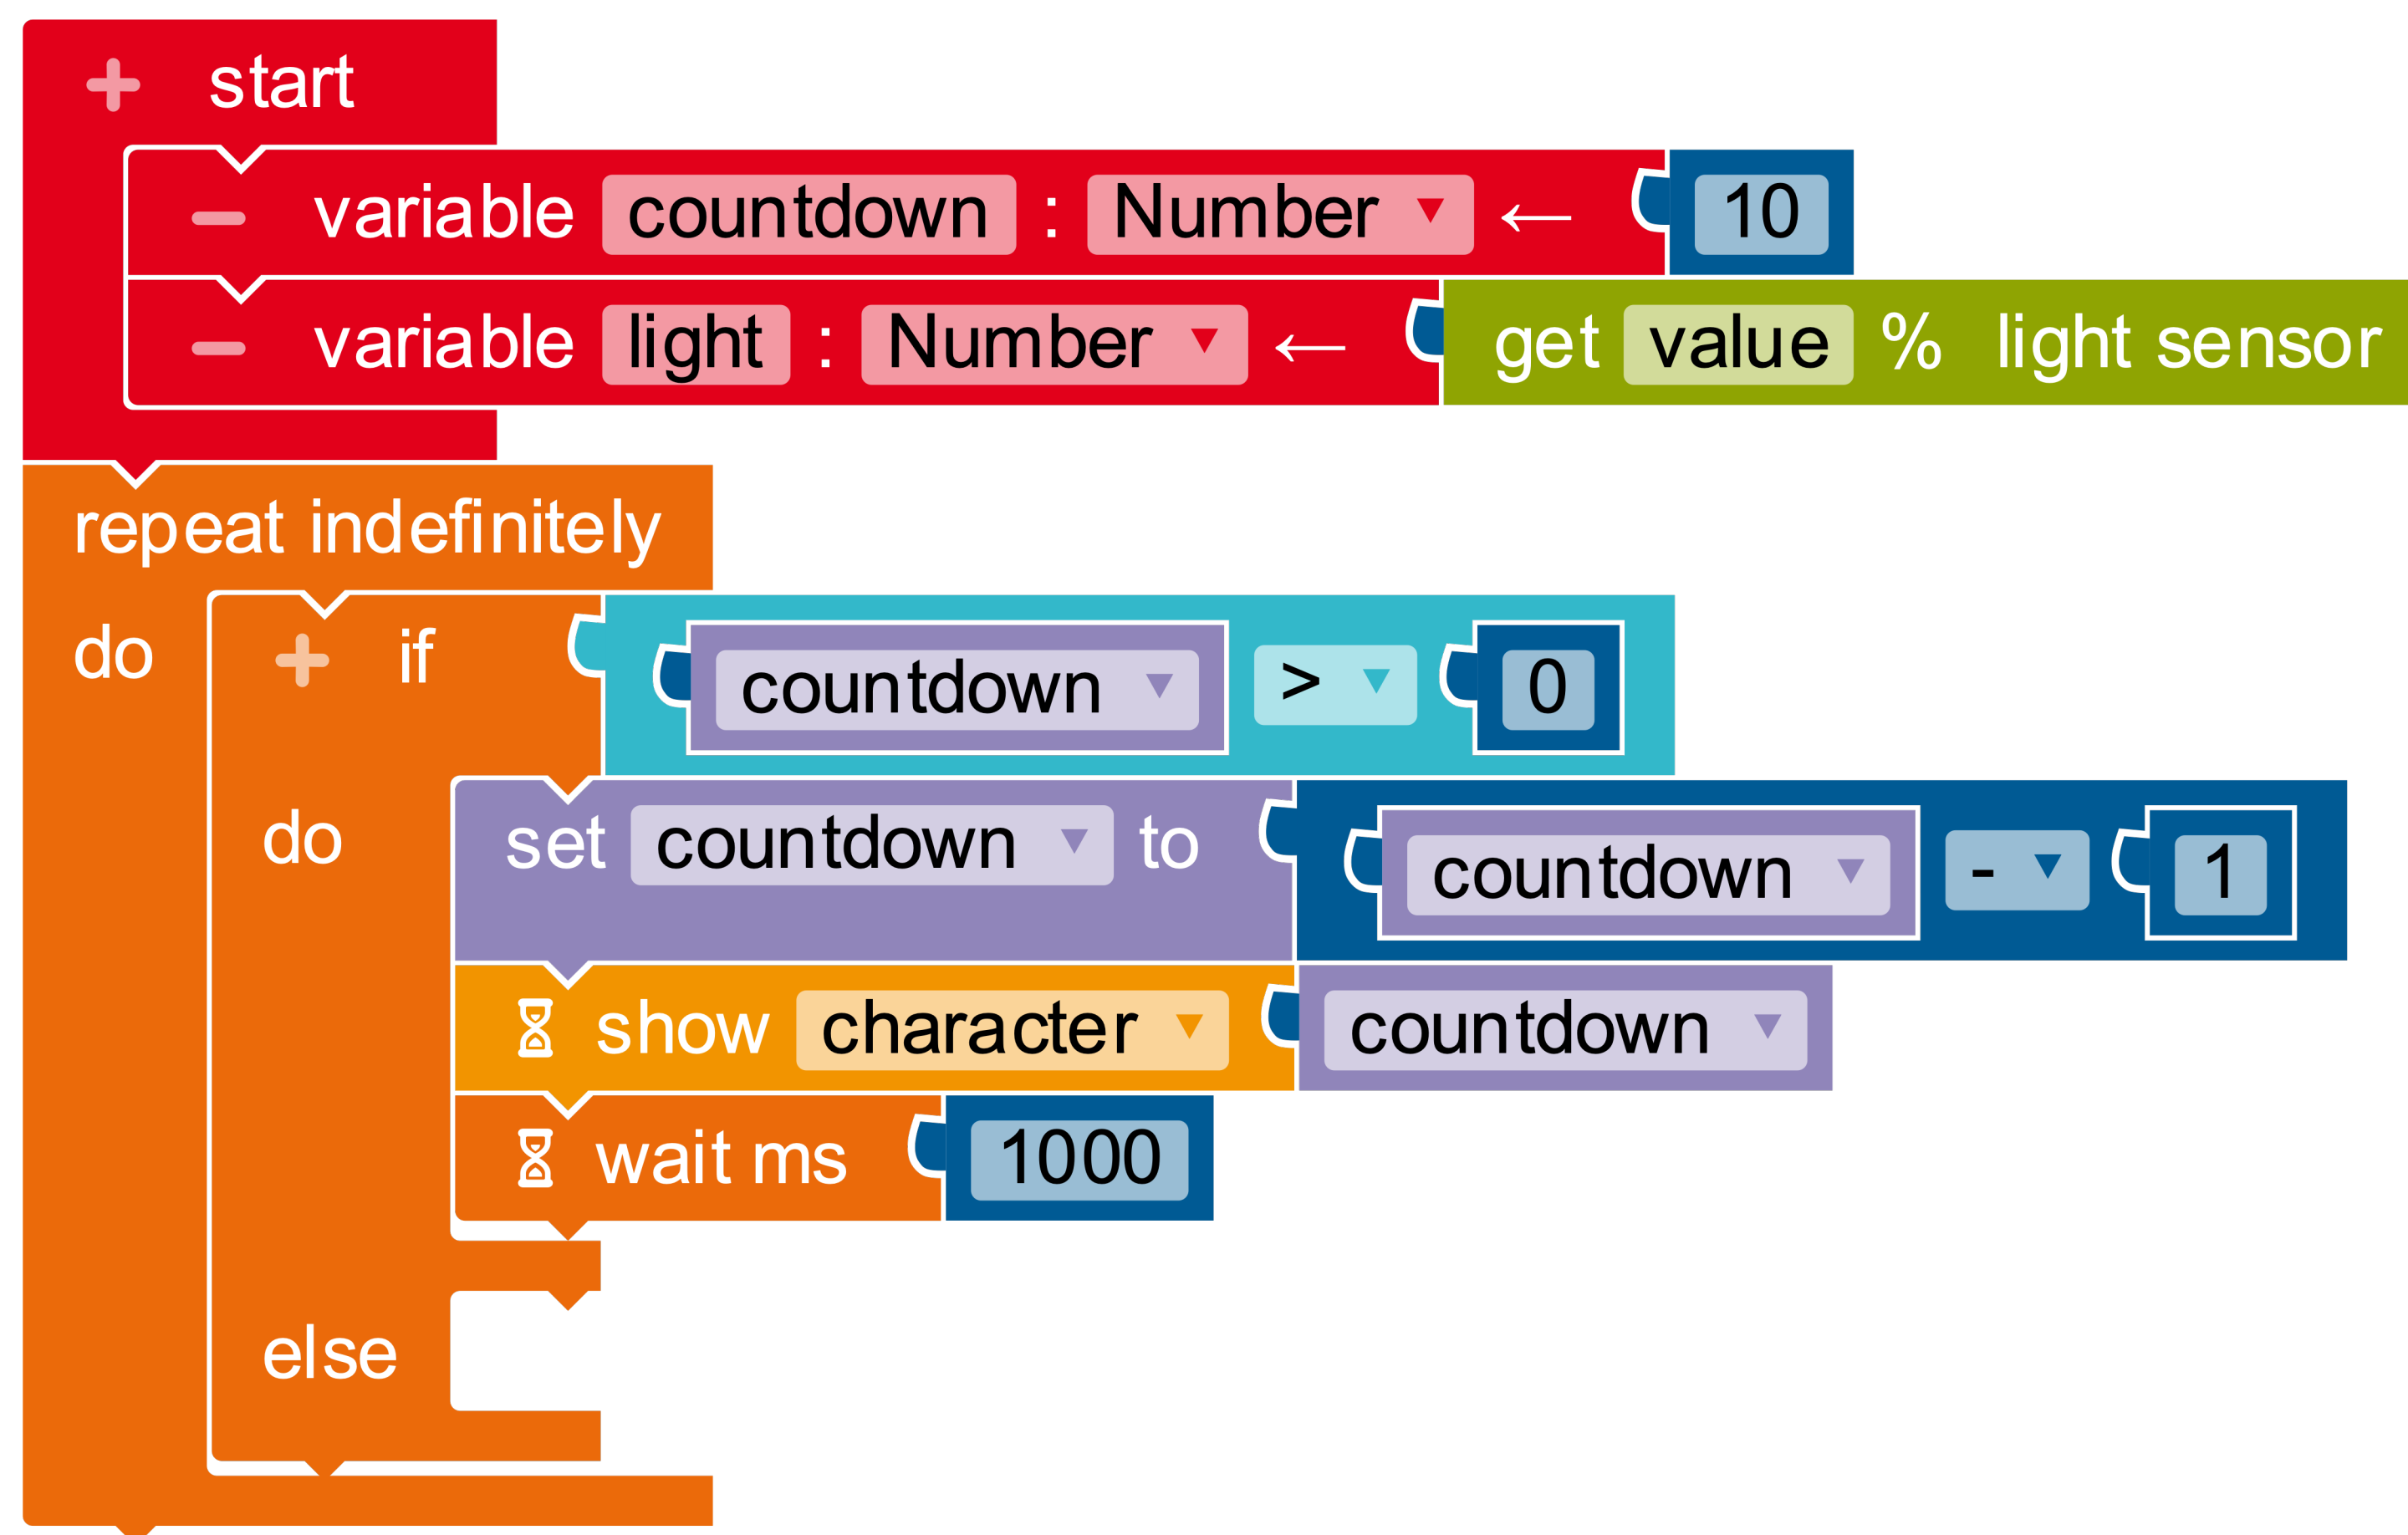 + start
− variable countdown : Number ▾ ← 10
− variable light : Number ▾ ← get value % light sensor
repeat indefinitely
do + if countdown ▾ > ▾ 0
do set countdown ▾ to countdown ▾ - ▾ 1
show character ▾ countdown ▾
wait ms 1000
else